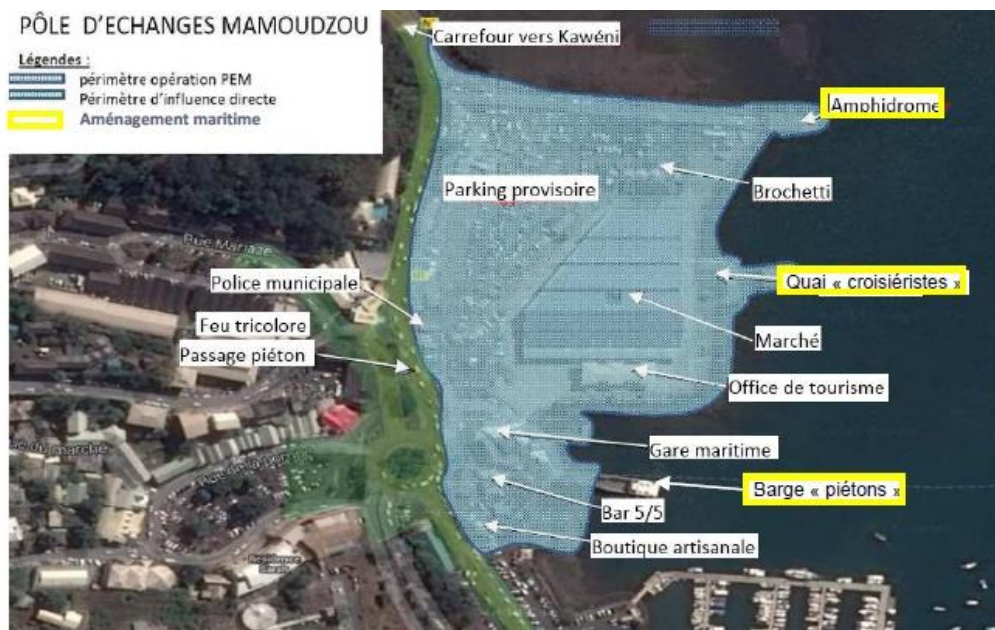 PÔLE D'ECHANGES MAMOUDZOU
Légendes :
périmètre opération PEM
Périmètre d'influence directe
Aménagement maritime
Carrefour vers Kawéni
Amphidrome
Parking provisoire
Brochetti
Rue Mariazé
Police municipale
Quai « croisiéristes »
Feu tricolore
Passage piéton
Marché
Office de tourisme
Gare maritime
Barge « piétons »
Bar 5/5
Boutique artisanale